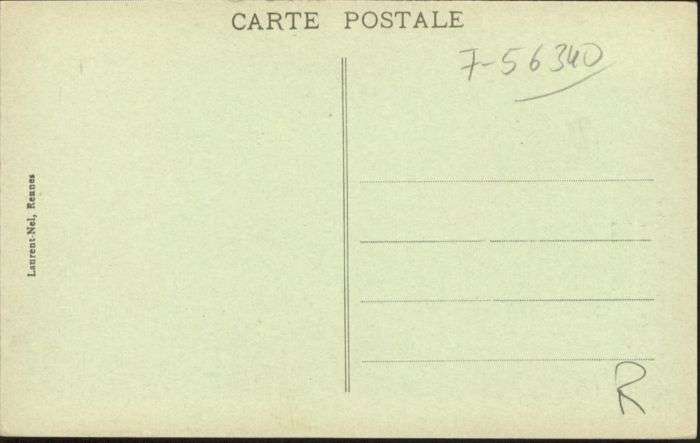 CARTE POSTALE
7-56340
Laurent-Nel, Rennes
R